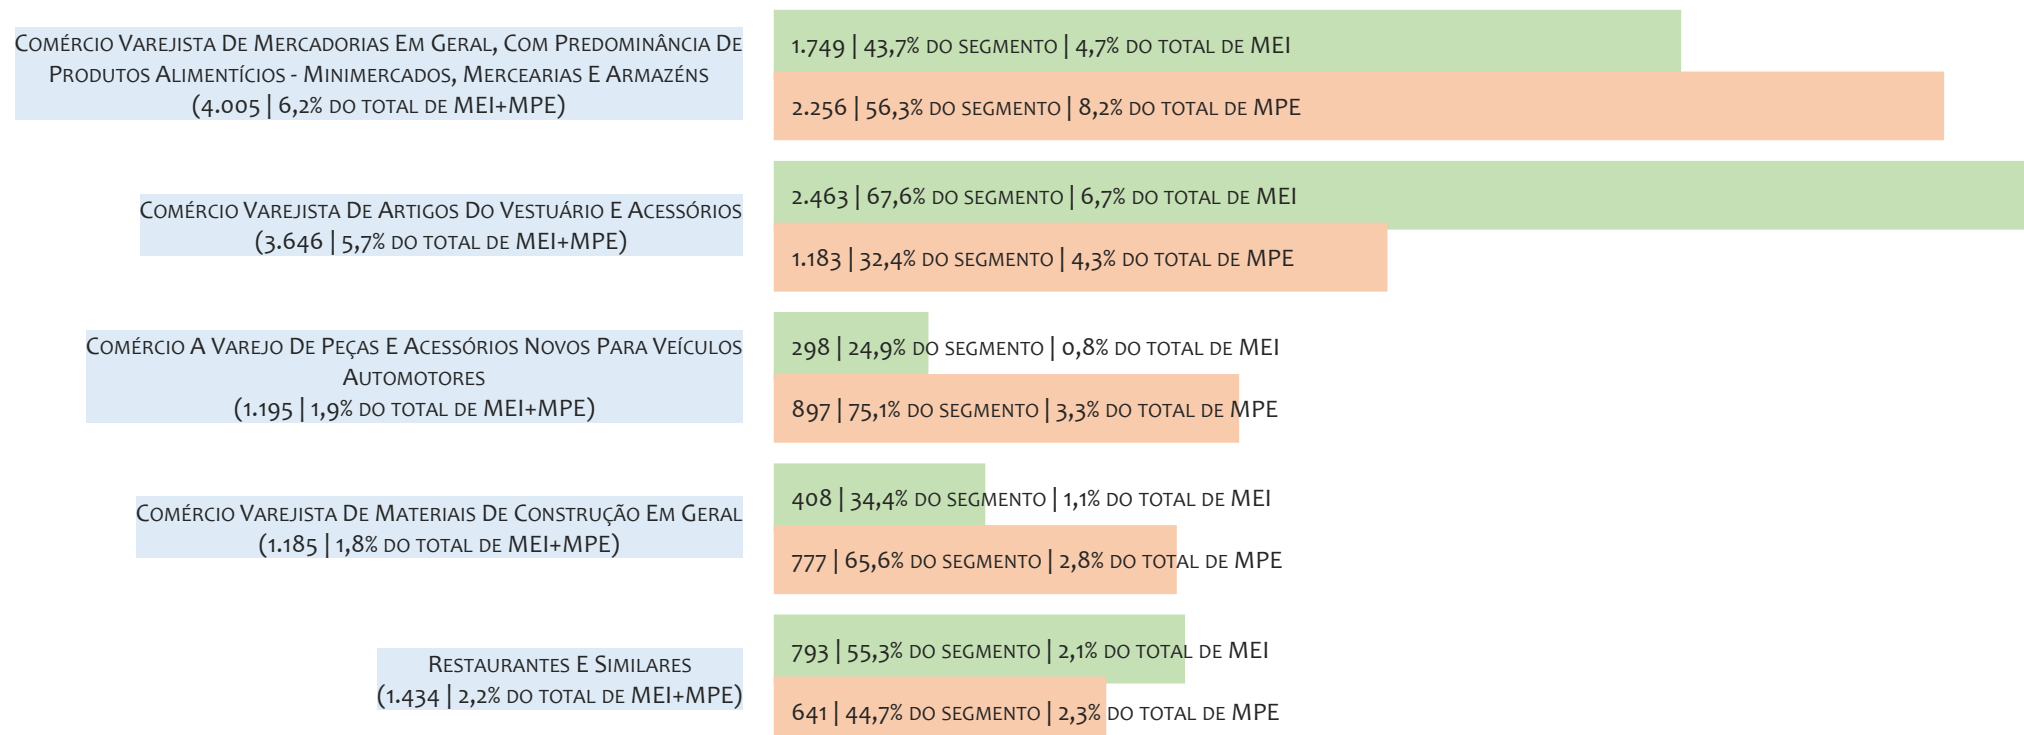 Comércio Varejista De Mercadorias Em Geral, Com Predominância De
Produtos Alimentícios - Minimercados, Mercearias E Armazéns
(4.005 | 6,2% do total de MEI+MPE)
1.749 | 43,7% do segmento | 4,7% do total de MEI
2.256 | 56,3% do segmento | 8,2% do total de MPE
Comércio Varejista De Artigos Do Vestuário E Acessórios
(3.646 | 5,7% do total de MEI+MPE)
2.463 | 67,6% do segmento | 6,7% do total de MEI
1.183 | 32,4% do segmento | 4,3% do total de MPE
Comércio A Varejo De Peças E Acessórios Novos Para Veículos
Automotores
(1.195 | 1,9% do total de MEI+MPE)
298 | 24,9% do segmento | 0,8% do total de MEI
897 | 75,1% do segmento | 3,3% do total de MPE
Comércio Varejista De Materiais De Construção Em Geral
(1.185 | 1,8% do total de MEI+MPE)
408 | 34,4% do segmento | 1,1% do total de MEI
777 | 65,6% do segmento | 2,8% do total de MPE
Restaurantes E Similares
(1.434 | 2,2% do total de MEI+MPE)
793 | 55,3% do segmento | 2,1% do total de MEI
641 | 44,7% do segmento | 2,3% do total de MPE